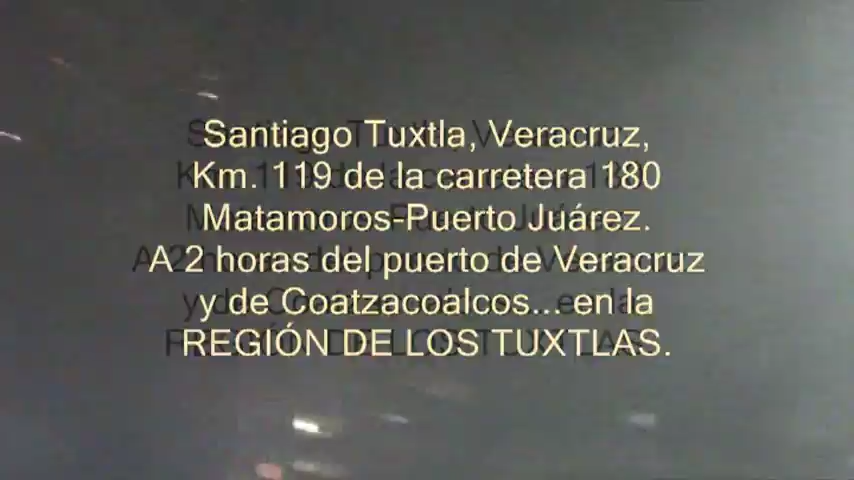 Santiago Tuxtla, Veracruz,
Km. 119 de la carretera 180
Matamoros-Puerto Juárez.
A 2 horas del puerto de Veracruz
y de Coatzacoalcos... en la
REGIÓN DE LOS TUXTLAS.